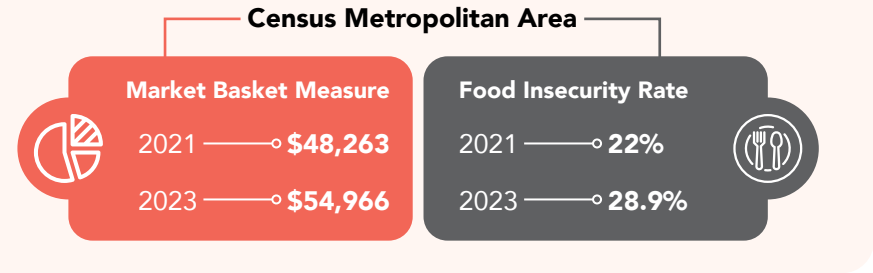 Census Metropolitan Area
Market Basket Measure
2021 $48,263
2023 $54,966
Food Insecurity Rate
2021 22%
2023 28.9%